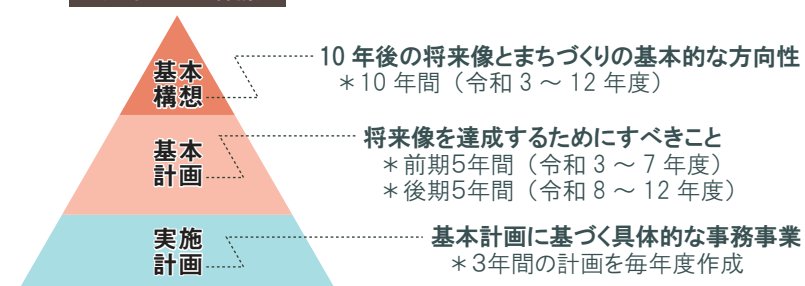 基本
構想
10 年後の将来像とまちづくりの基本的な方向性
＊10 年間（令和 3 ～ 12 年度）
基本
計画
将来像を達成するためにすべきこと
＊前期5年間（令和 3 ～ 7 年度）
＊後期5年間（令和 8 ～ 12 年度）
実施
計画
基本計画に基づく具体的な事務事業
＊3年間の計画を毎年度作成